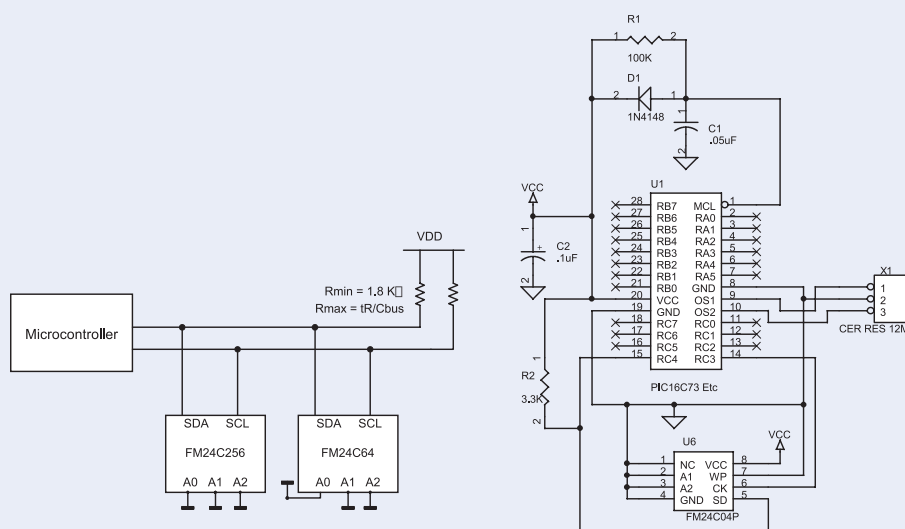 VDD
Rmin = 1.8 K□
Rmax = tR/Cbus
Microcontroller
SDA SCL
FM24C256
A0 A1 A2
SDA SCL
FM24C64
A0 A1 A2
R1
1 2
100K
D1
2 1
1N4148
1
C1
.05uF
2
VCC
1
+
C2
.1uF
U1
28 RB7 MCL 1
27 RB6 RA0 2
26 RB5 RA1 3
25 RB4 RA2 4
24 RB3 RA3 5
23 RB2 RA4 6
22 RB1 RA5 7
21 RB0 GND 8
20 VCC OS1 9
19 GND OS2 10
18 RC7 RC0 11
17 RC6 RC1 12
16 RC5 RC2 13
15 RC4 RC3 14
PIC16C73 Etc
X1
1
2
3
CER RES 12M
1
R2
3.3K
2
U6
VCC
1 NC VCC 8
2 A1 WP 7
3 A2 CK 6
4 GND SD 5
FM24C04P